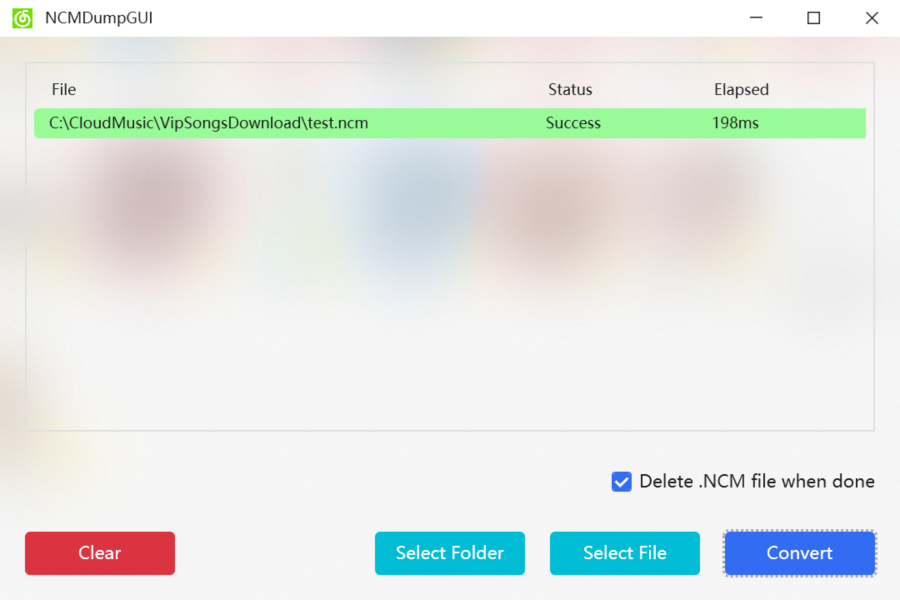 NCMDumpGUI
File Status Elapsed
C:\CloudMusic\VipSongsDownload\test.ncm Success 198ms
Delete .NCM file when done
Clear Select Folder Select File Convert